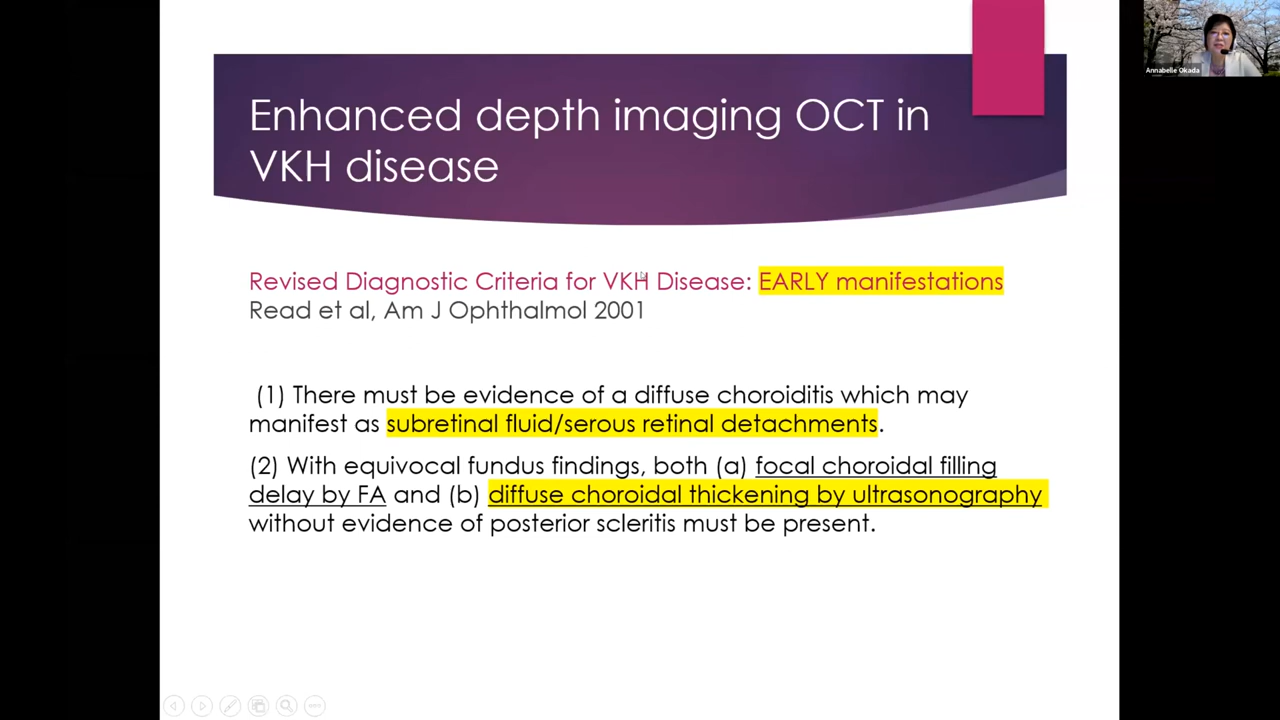 Enhanced depth imaging OCT in
VKH disease
Revised Diagnostic Criteria for VKH Disease: EARLY manifestations
Read et al, Am J Ophthalmol 2001
(1) There must be evidence of a diffuse choroiditis which may
manifest as subretinal fluid/serous retinal detachments.
(2) With equivocal fundus findings, both (a) focal choroidal filling
delay by FA and (b) diffuse choroidal thickening by ultrasonography
without evidence of posterior scleritis must be present.
Annabelle Okada